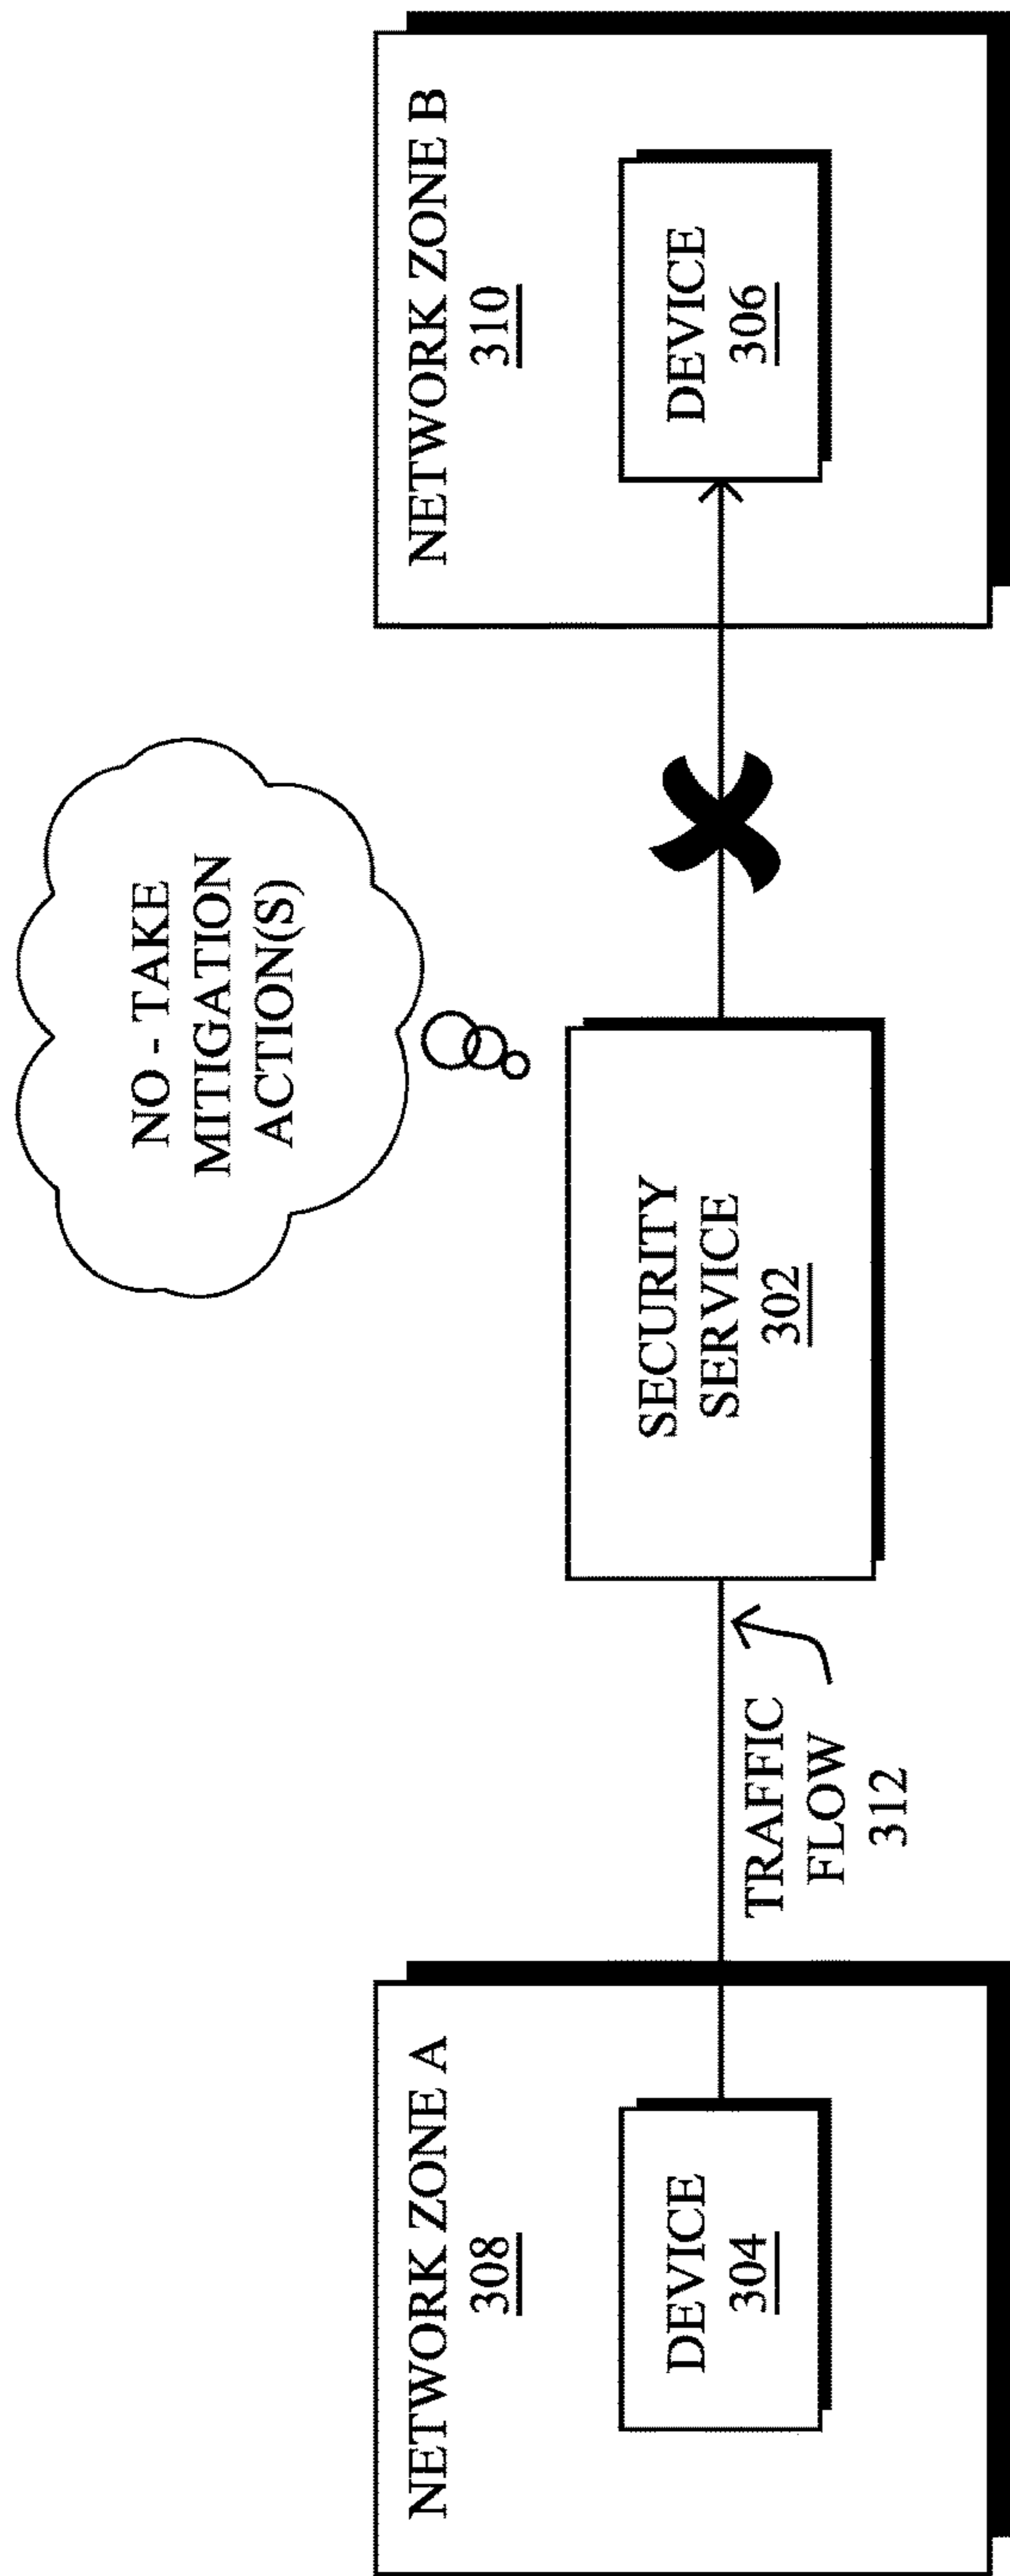 NO - TAKE
MITIGATION
ACTION(S)
NETWORK ZONE A
308
DEVICE
304
TRAFFIC
FLOW
312
SECURITY
SERVICE
302
NETWORK ZONE B
310
DEVICE
306